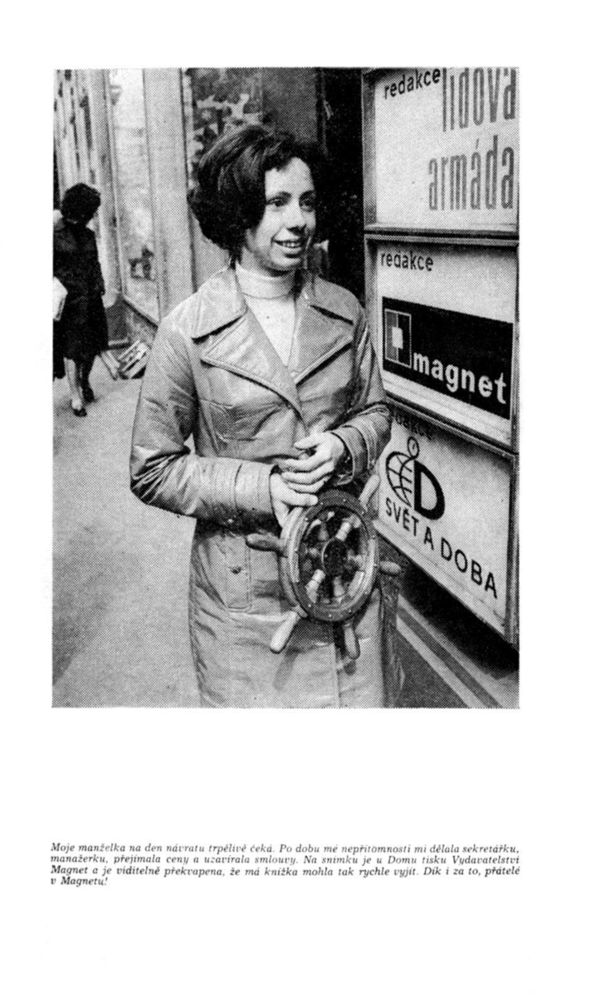 redakce lidová
armáda
redakce
magnet
redakce
D
SVĚT A DOBA
Moje manželka na den návratu trpělivě čeká. Po dobu mé nepřítomnosti mi dělala sekretářku,
manažerku, přejímala ceny a uzavírala smlouvy. Na snímku je u Domu tisku Vydavatelství
Magnet a je viditelně překvapena, že má knížka mohla tak rychle vyjít. Dík i za to, přátelé
v Magnetu!